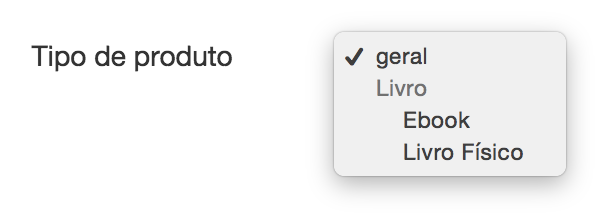 Tipo de produto
✓ geral
Livro
Ebook
Livro Físico